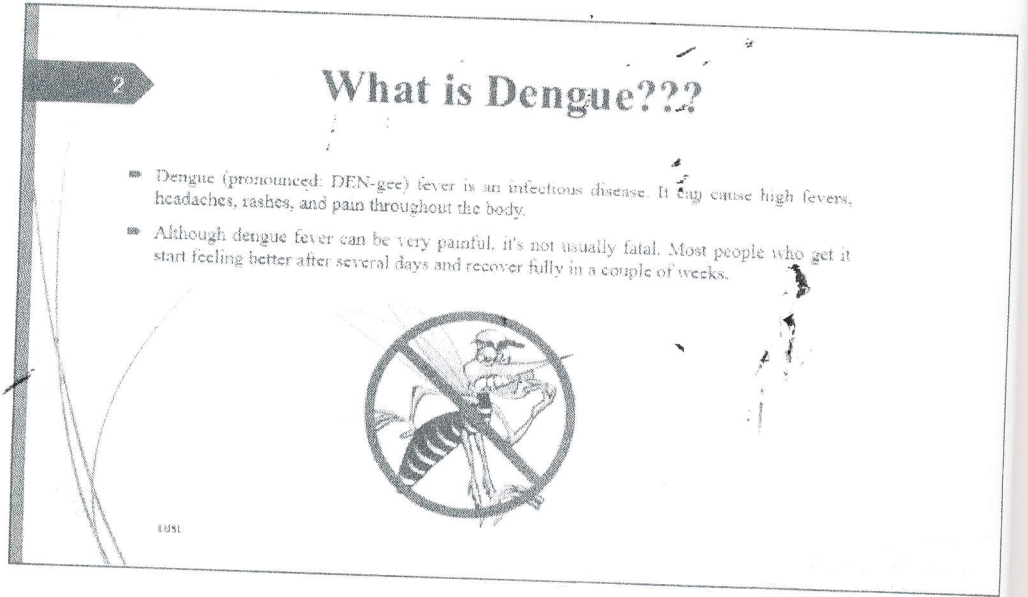 2
What is Dengue???
Dengue (pronounced: DEN-gee) fever is an infectious disease. It can cause high fevers,
headaches, rashes, and pain throughout the body.
Although dengue fever can be very painful, it's not usually fatal. Most people who get it
start feeling better after several days and recover fully in a couple of weeks.